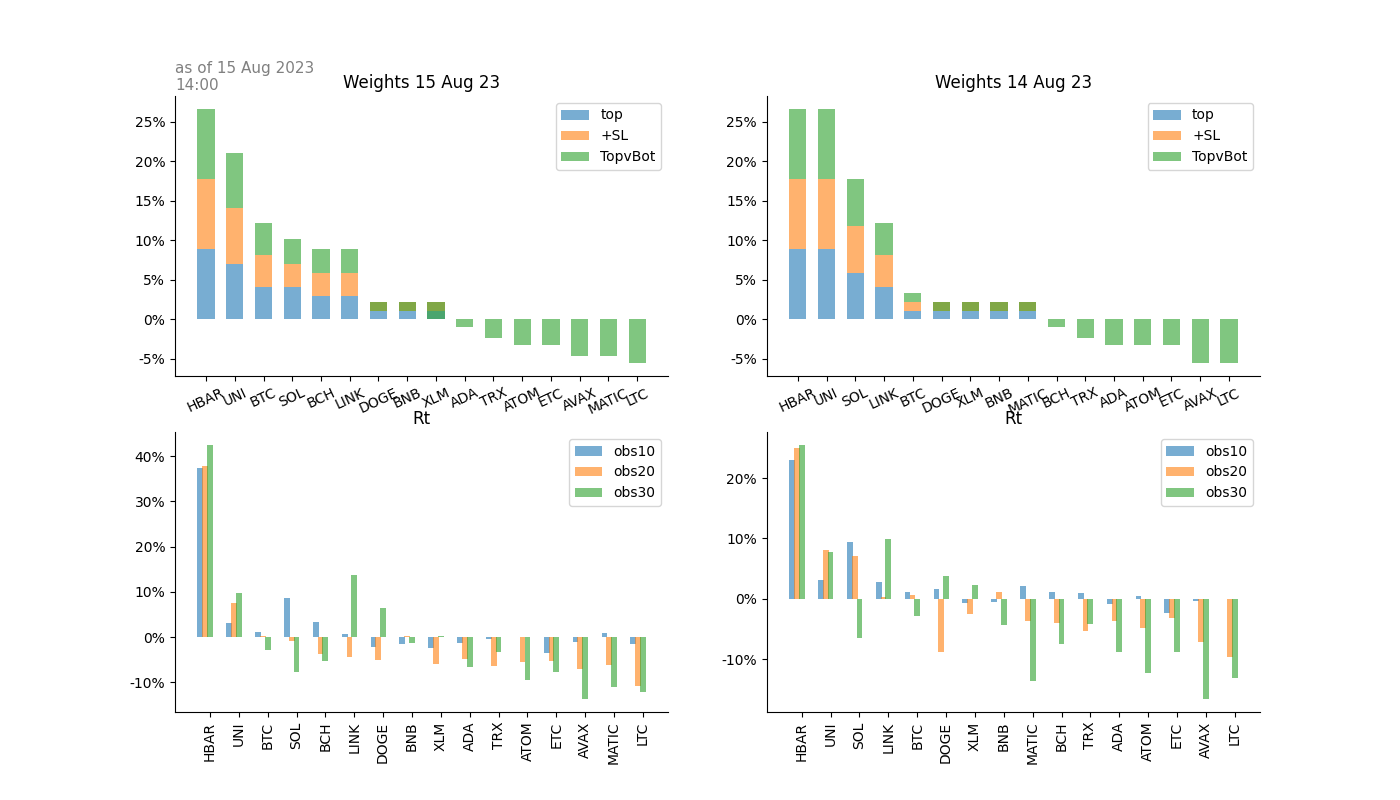 as of 15 Aug 2023
14:00
Weights 15 Aug 23
25%
20%
15%
10%
5%
0%
-5%
top
+SL
TopvBot
HBAR UNI BTC SOL BCH LINK DOGE BNB XLM ADA TRX ATOM ETC AVAX MATIC LTC
Weights 14 Aug 23
25%
20%
15%
10%
5%
0%
-5%
top
+SL
TopvBot
HBAR UNI SOL LINK BTC DOGE XLM BNB MATIC BCH TRX ADA ATOM ETC AVAX LTC
Rt
40%
30%
20%
10%
0%
-10%
obs10
obs20
obs30
HBAR UNI BTC SOL BCH LINK DOGE BNB XLM ADA TRX ATOM ETC AVAX MATIC LTC
Rt
20%
10%
0%
-10%
obs10
obs20
obs30
HBAR UNI SOL LINK BTC DOGE XLM BNB MATIC BCH TRX ADA ATOM ETC AVAX LTC